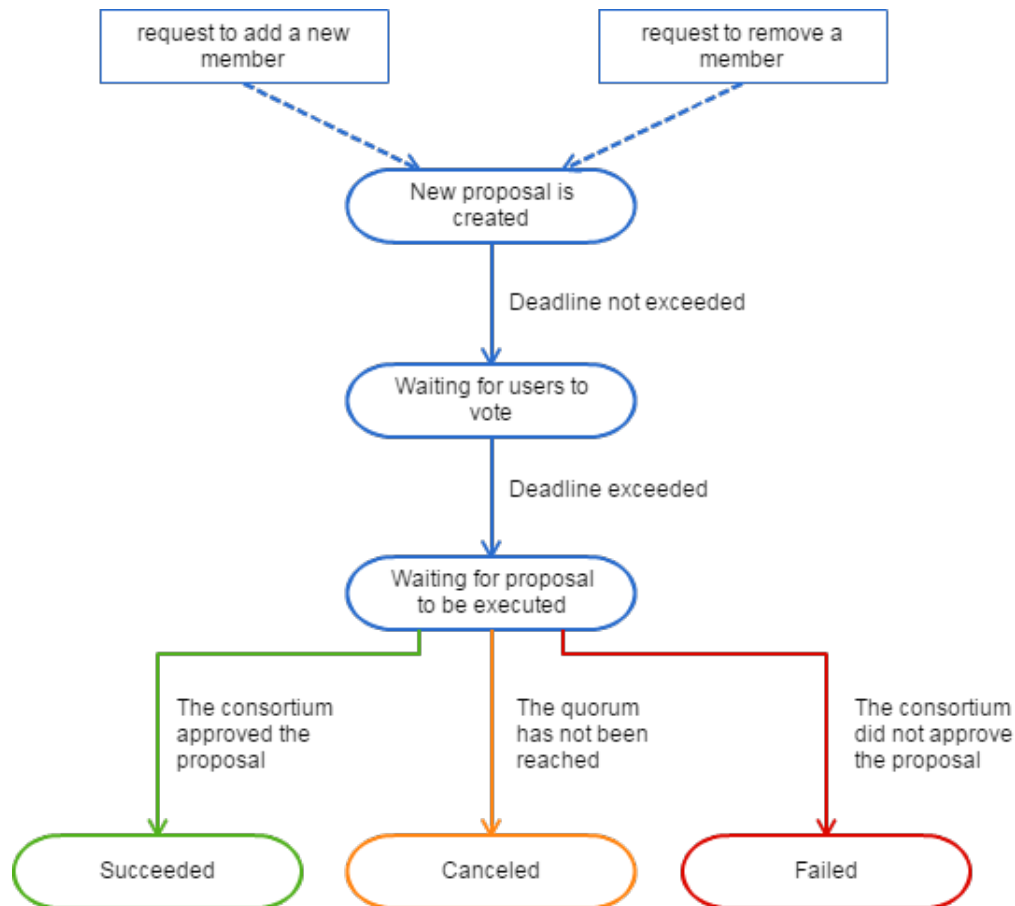 request to add a new
member
request to remove a
member
New proposal is
created
Deadline not exceeded
Waiting for users to
vote
Deadline exceeded
Waiting for proposal
to be executed
The consortium
approved the
proposal
The quorum
has not been
reached
The consortium
did not approve
the proposal
Succeeded
Canceled
Failed